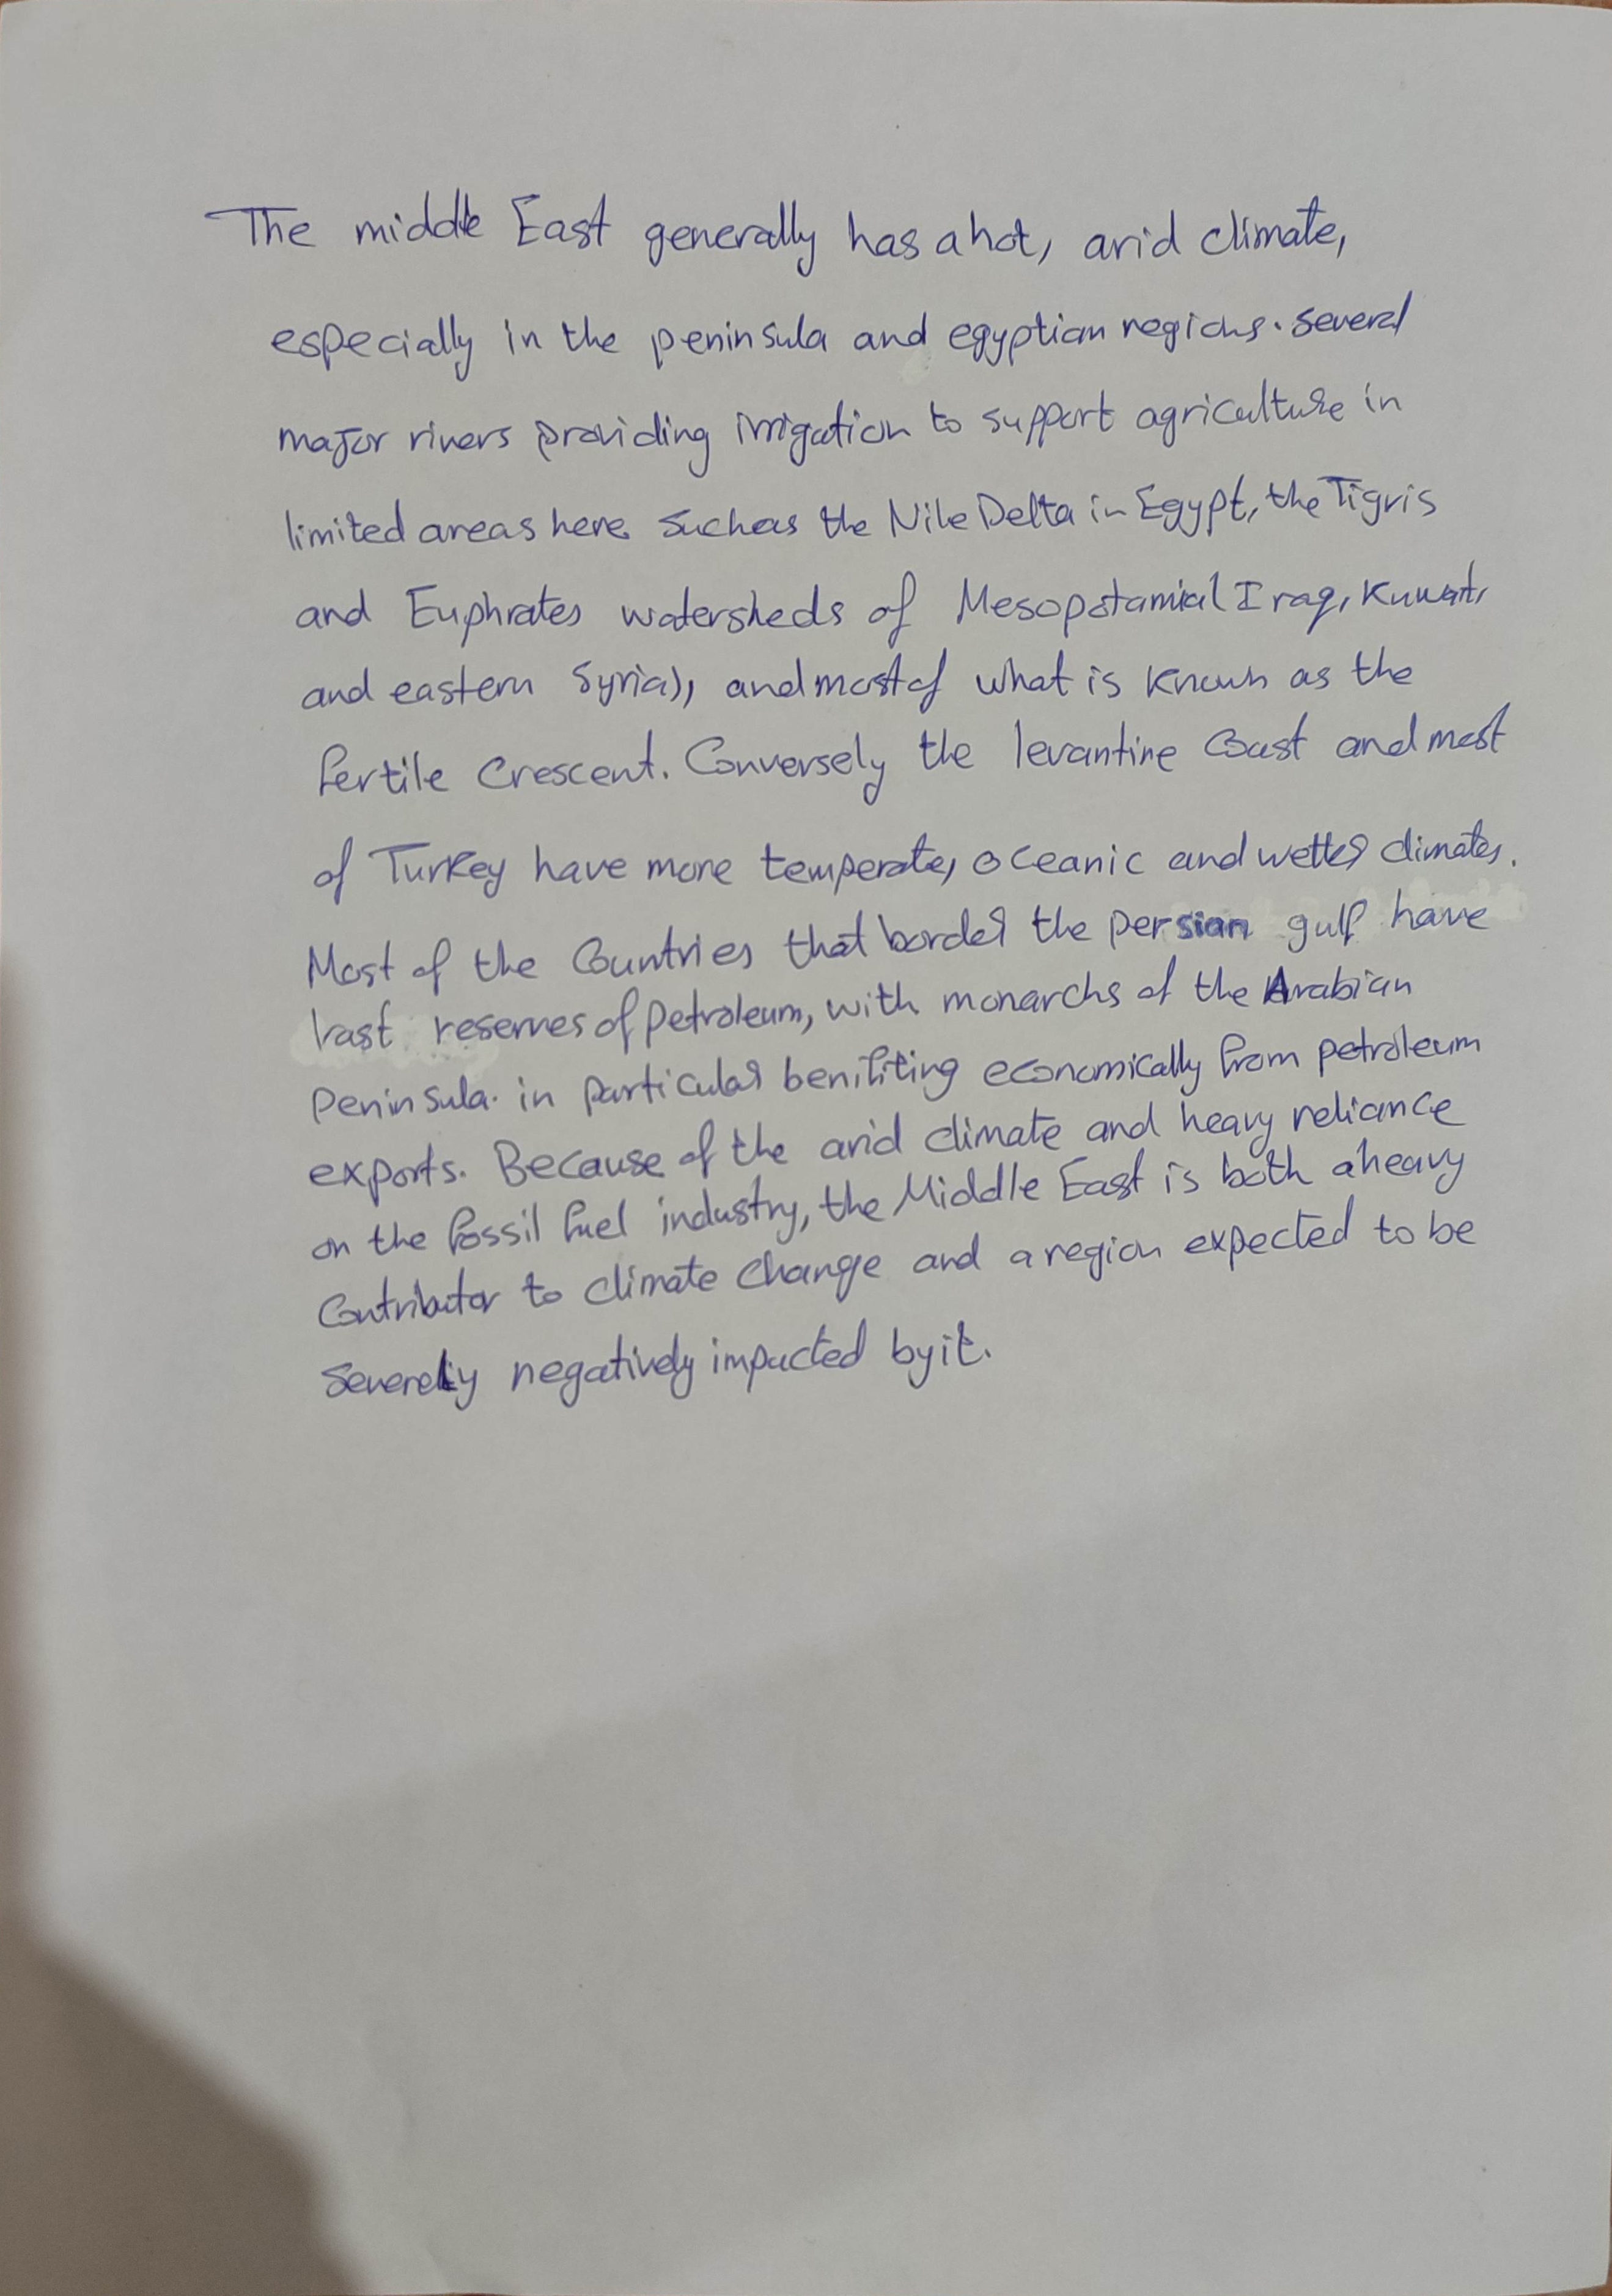 The middle East generally has a hot, arid climate,
especially in the peninsula and egyptian regions. several
major rivers providing irrigation to support agriculture in
limited areas here such as the Nile Delta in Egypt, the Tigris
and Euphrates watersheds of Mesopotamia( Iraq, Kuwait,
and eastern Syria), and most of what is known as the
fertile crescent. Conversely the levantine coast and most
of Turkey have more temperate, oceanic and wetter climates.
Most of the Countries that border the persian gulf have
vast reserves of petroleum, with monarchs of the Arabian
peninsula. in particular benifiting economically from petroleum
exports. Because of the arid climate and heavy reliance
on the fossil fuel industry, the Middle East is both a heavy
Contributor to climate change and a region expected to be
severely negatively impacted by it.